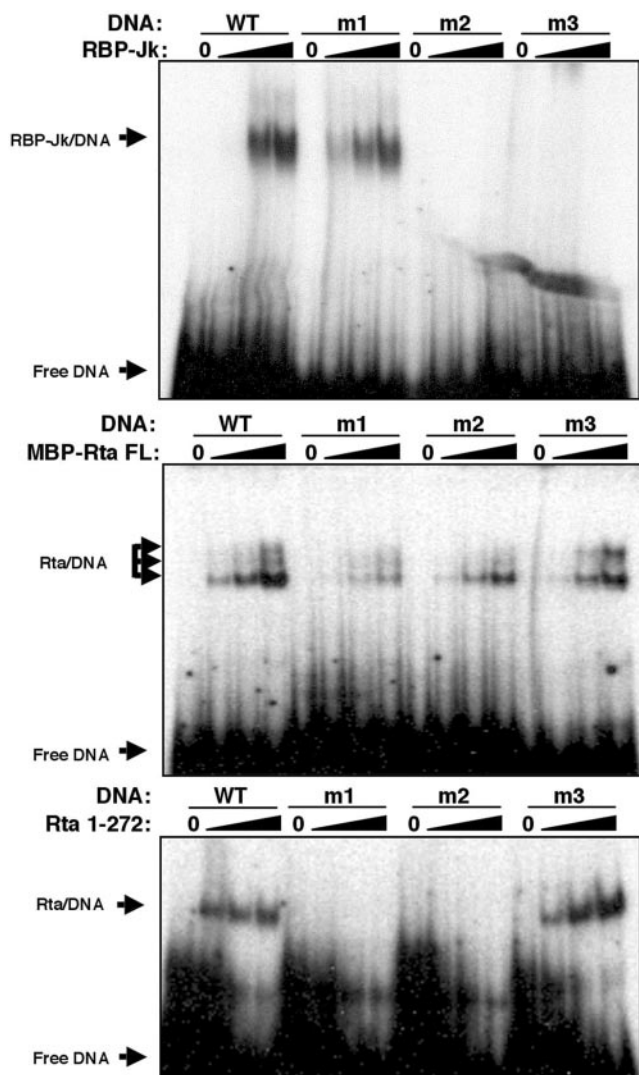 DNA: WT m1 m2 m3
RBP-Jk: 0 0 0 0
RBP-Jk/DNA
Free DNA
DNA: WT m1 m2 m3
MBP-Rta FL: 0 0 0 0
Rta/DNA
Free DNA
DNA: WT m1 m2 m3
Rta 1-272: 0 0 0 0
Rta/DNA
Free DNA